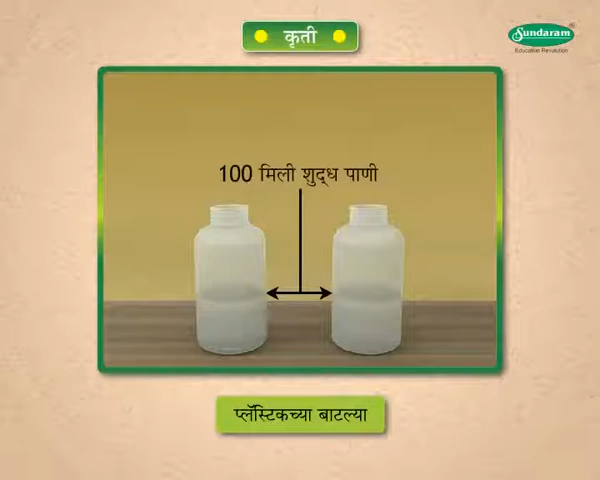 कृती
Sundaram
Education Revolution
100 मिली शुद्ध पाणी
प्लॅस्टिकच्या बाटल्या